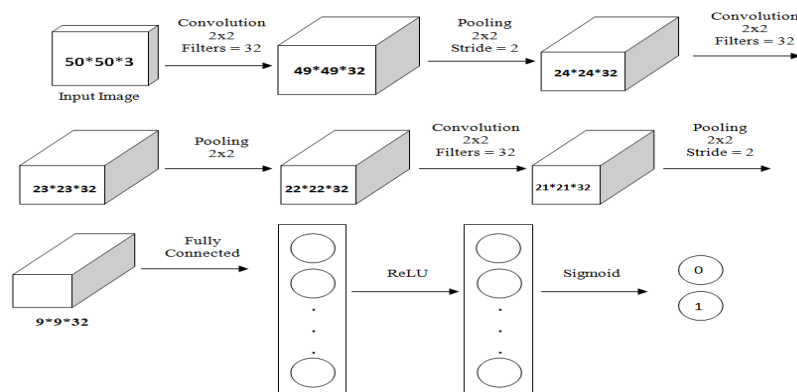 Convolution
2x2
Filters = 32
Pooling
2x2
Stride = 2
Convolution
2x2
Filters = 32
50*50*3
49*49*32
24*24*32
Input Image
Pooling
2x2
Convolution
2x2
Filters = 32
Pooling
2x2
Stride = 2
23*23*32
22*22*32
21*21*32
Fully
Connected
ReLU
Sigmoid
0
1
9*9*32